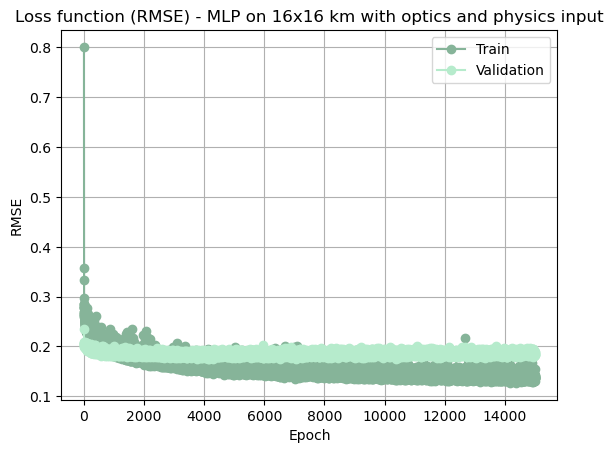 Loss function (RMSE) - MLP on 16x16 km with optics and physics input
Train
Validation
0.8
0.7
0.6
0.5
0.4
0.3
0.2
0.1
RMSE
0 2000 4000 6000 8000 10000 12000 14000
Epoch